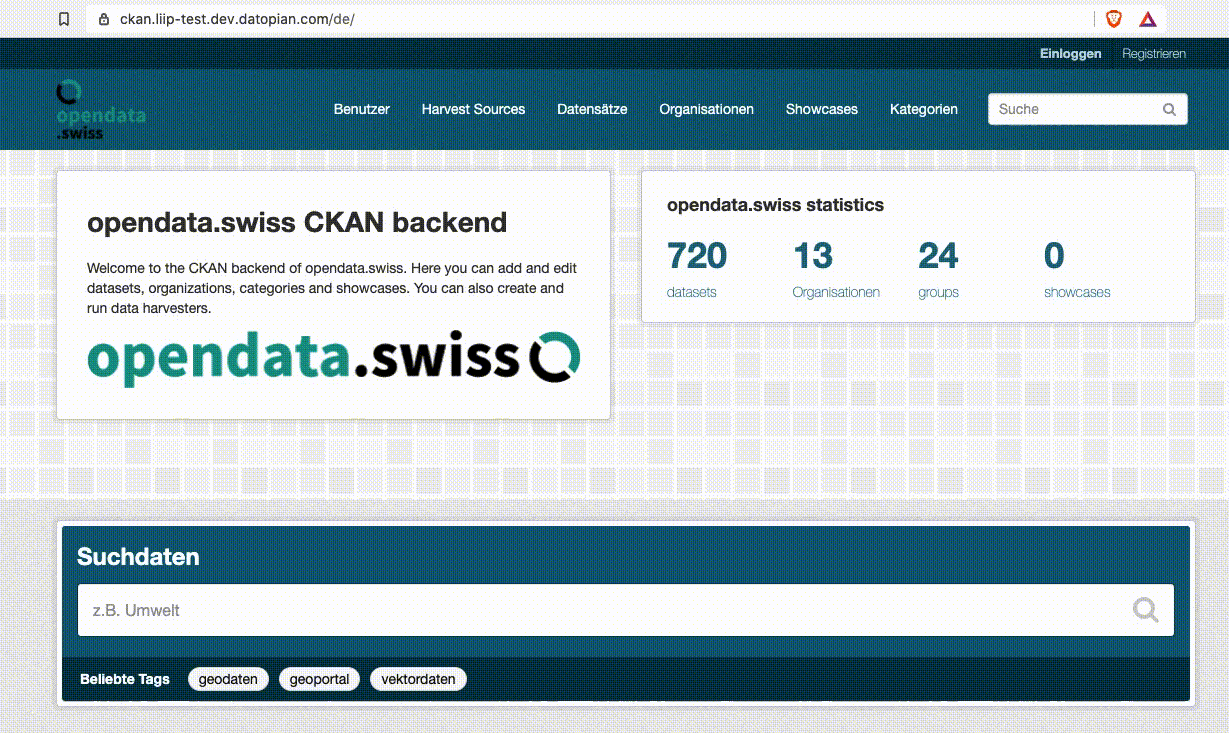 ckan.liip-test.dev.datopian.com/de/
Einloggen Registrieren
opendata
.swiss
Benutzer Harvest Sources Datensätze Organisationen Showcases Kategorien Suche
opendata.swiss CKAN backend
Welcome to the CKAN backend of opendata.swiss. Here you can add and edit
datasets, organizations, categories and showcases. You can also create and
run data harvesters.
opendata.swiss
opendata.swiss statistics
720 13 24 0
datasets Organisationen groups showcases
Suchdaten
z.B. Umwelt
Beliebte Tags geodaten geoportal vektordaten